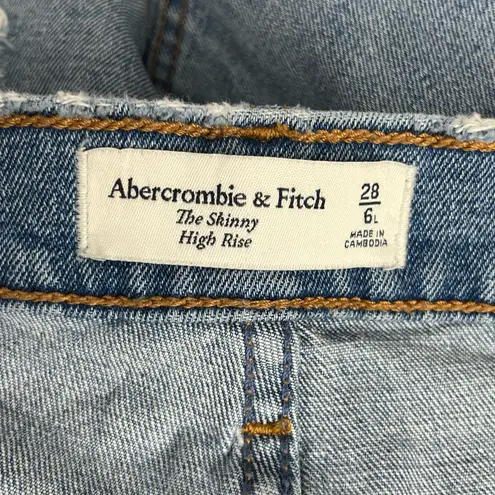 Abercrombie & Fitch
The Skinny
High Rise
28
6L
MADE IN
CAMBODIA